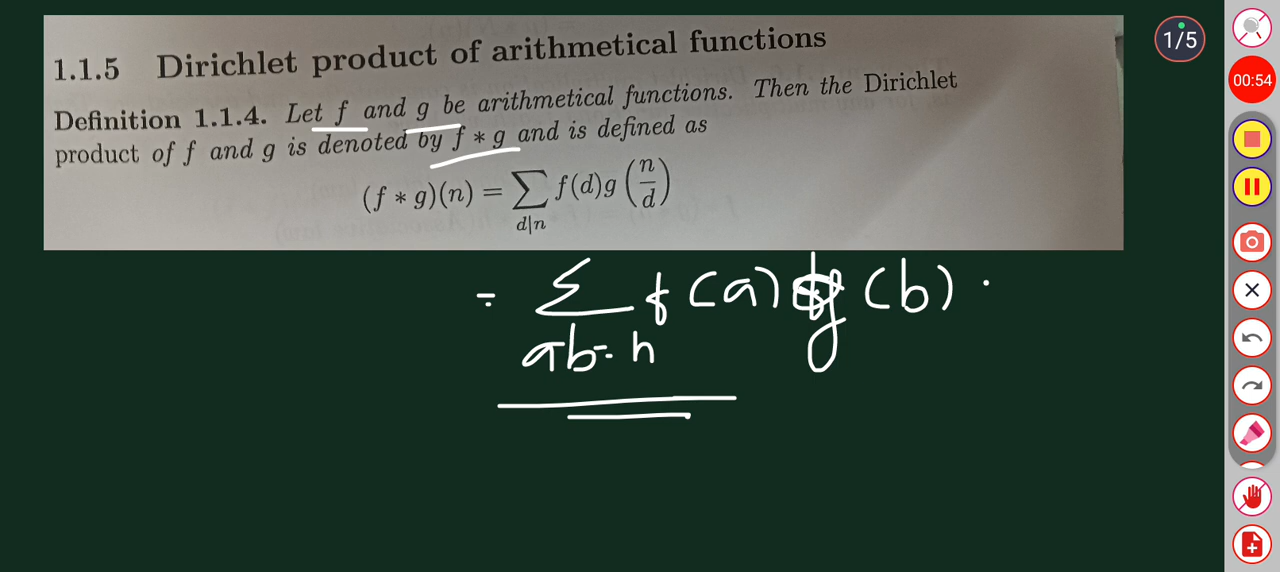 1.1.5 Dirichlet product of arithmetical functions
Definition 1.1.4. Let f and g be arithmetical functions. Then the Dirichlet
product of f and g is denoted by f * g and is defined as
(f * g)(n) = ∑ f(d)g (n/d)
d|n
= ∑ f(a) g(b).
ab=n
1/5
00:54